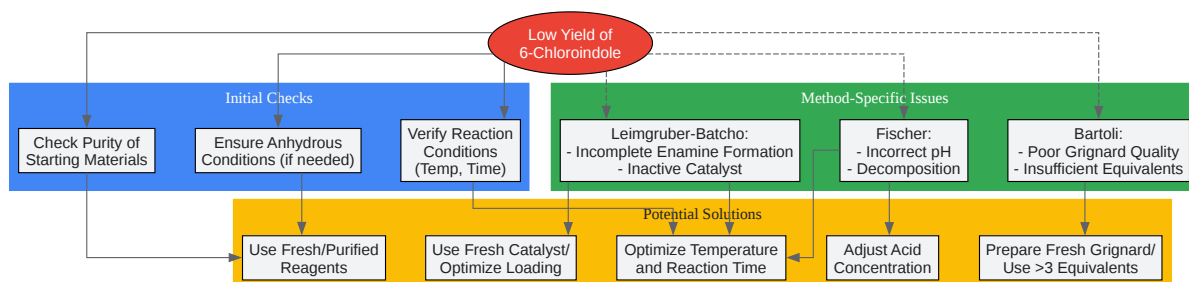 Low Yield of
6-Chloroindole
Initial Checks
Check Purity of
Starting Materials
Ensure Anhydrous
Conditions (if needed)
Verify Reaction
Conditions
(Temp, Time)
Method-Specific Issues
Leimgruber-Batcho:
- Incomplete Enamine Formation
- Inactive Catalyst
Fischer:
- Incorrect pH
- Decomposition
Bartoli:
- Poor Grignard Quality
- Insufficient Equivalents
Potential Solutions
Use Fresh/Purified
Reagents
Use Fresh Catalyst/
Optimize Loading
Optimize Temperature
and Reaction Time
Adjust Acid
Concentration
Prepare Fresh Grignard/
Use >3 Equivalents